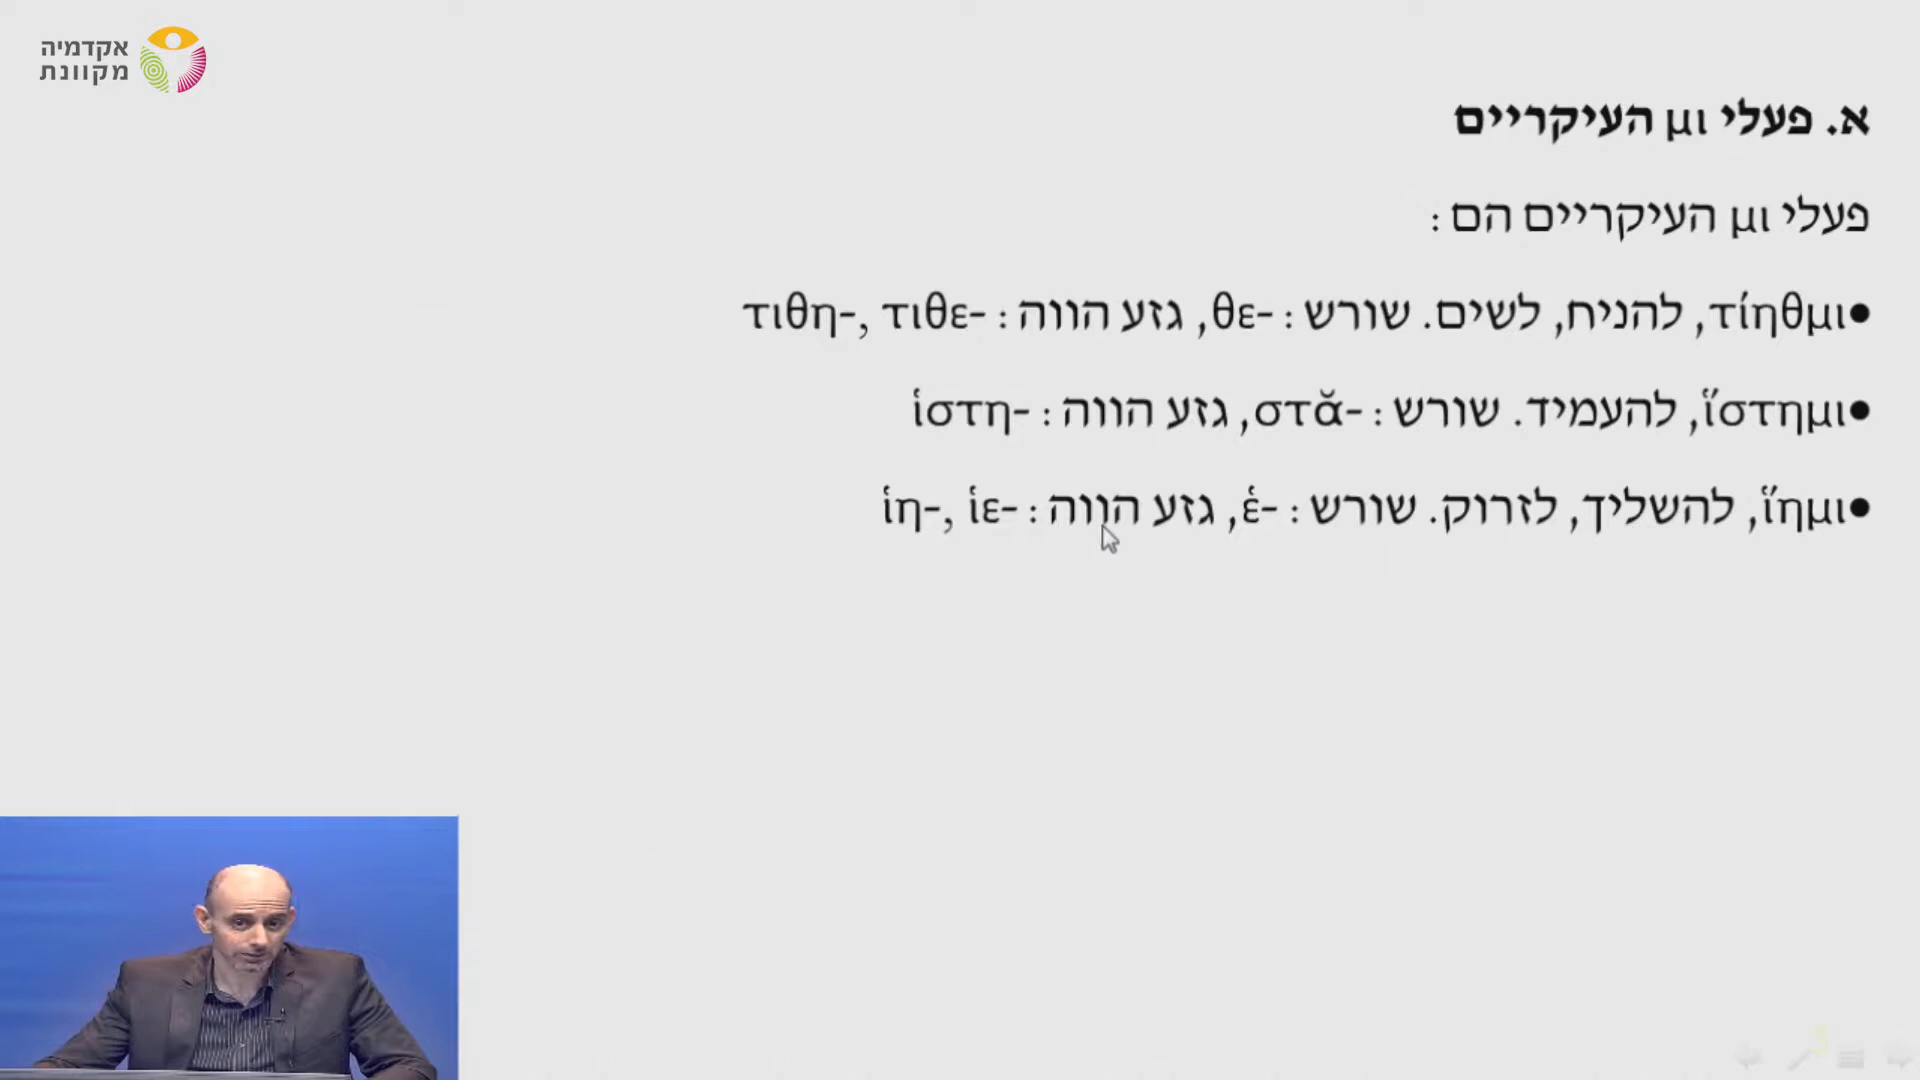 אקדמיה
מקוונת
א. פעלי μι העיקריים
פעלי μι העיקריים הם :
●τίηθμι, להניח, לשים. שורש : θε-, גזע הווה : τιθη-, τιθε-
●ἵστημι, להעמיד. שורש : στᾰ-, גזע הווה : ἱστη-
●ἵημι, להשליך, לזרוק. שורש : ἑ-, גזע הווה : ἱη-, ἱε-